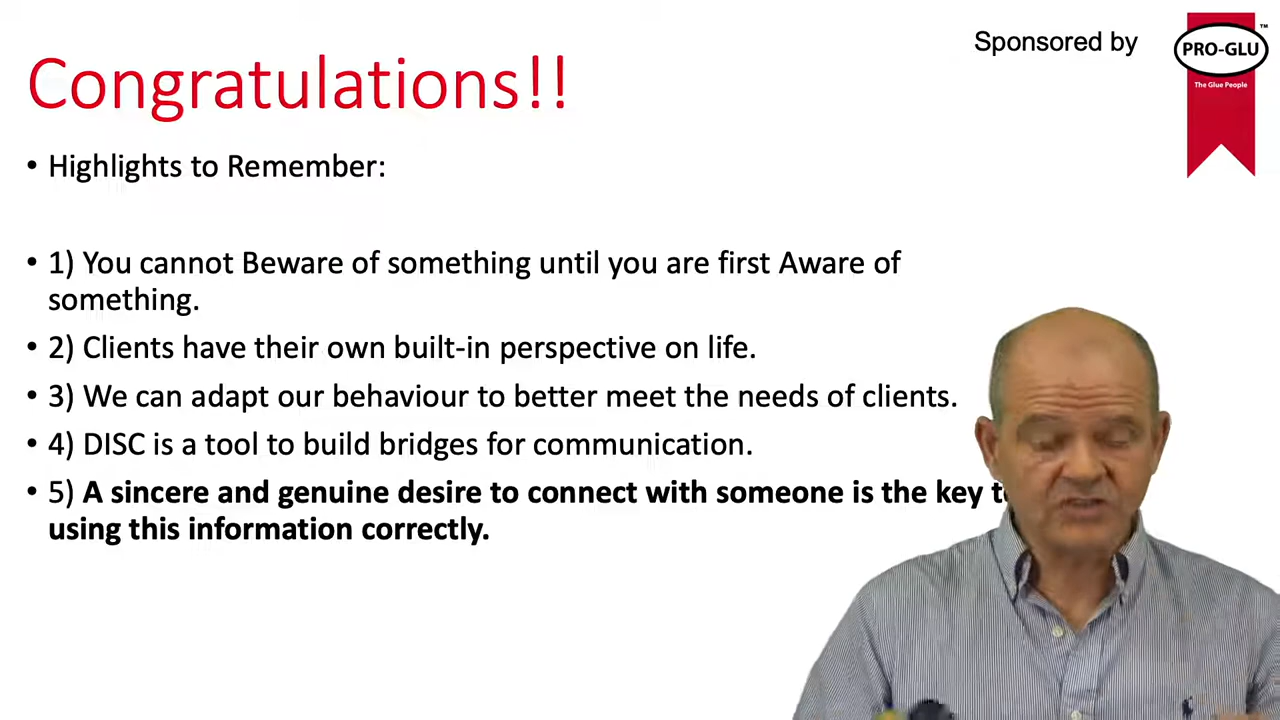 Sponsored by
PRO-GLU
™
The Glue People
Congratulations!!
• Highlights to Remember:
• 1) You cannot Beware of something until you are first Aware of
something.
• 2) Clients have their own built-in perspective on life.
• 3) We can adapt our behaviour to better meet the needs of clients.
• 4) DISC is a tool to build bridges for communication.
• 5) A sincere and genuine desire to connect with someone is the key
using this information correctly.